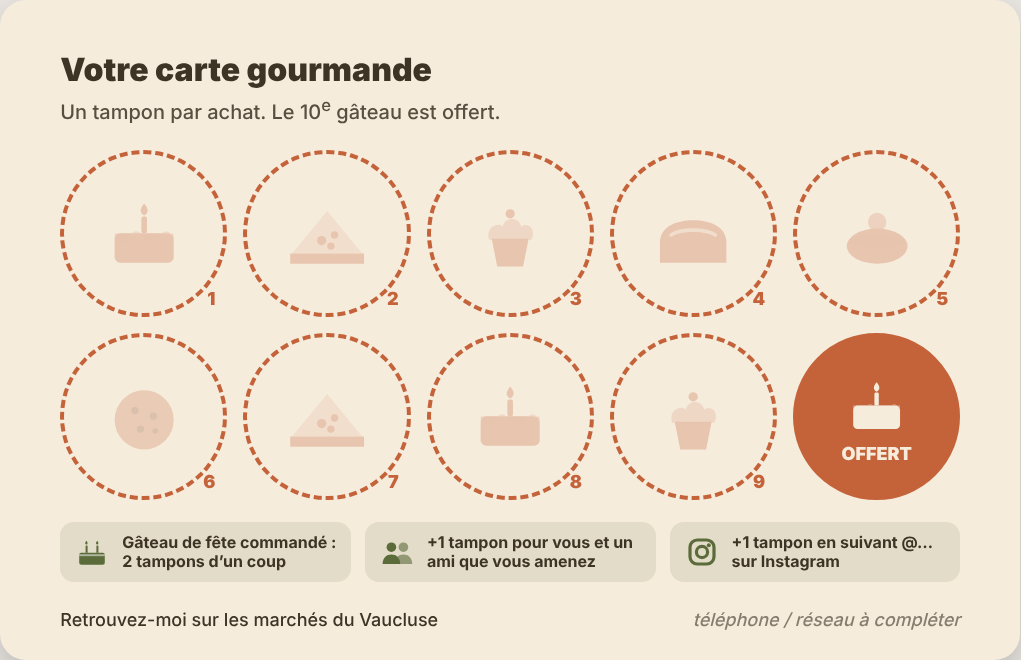 Votre carte gourmande
Un tampon par achat. Le 10e gâteau est offert.
1
2
3
4
5
6
7
8
9
OFFERT
Gâteau de fête commandé :
2 tampons d'un coup
+1 tampon pour vous et un
ami que vous amenez
+1 tampon en suivant @...
sur Instagram
Retrouvez-moi sur les marchés du Vaucluse
téléphone / réseau à compléter